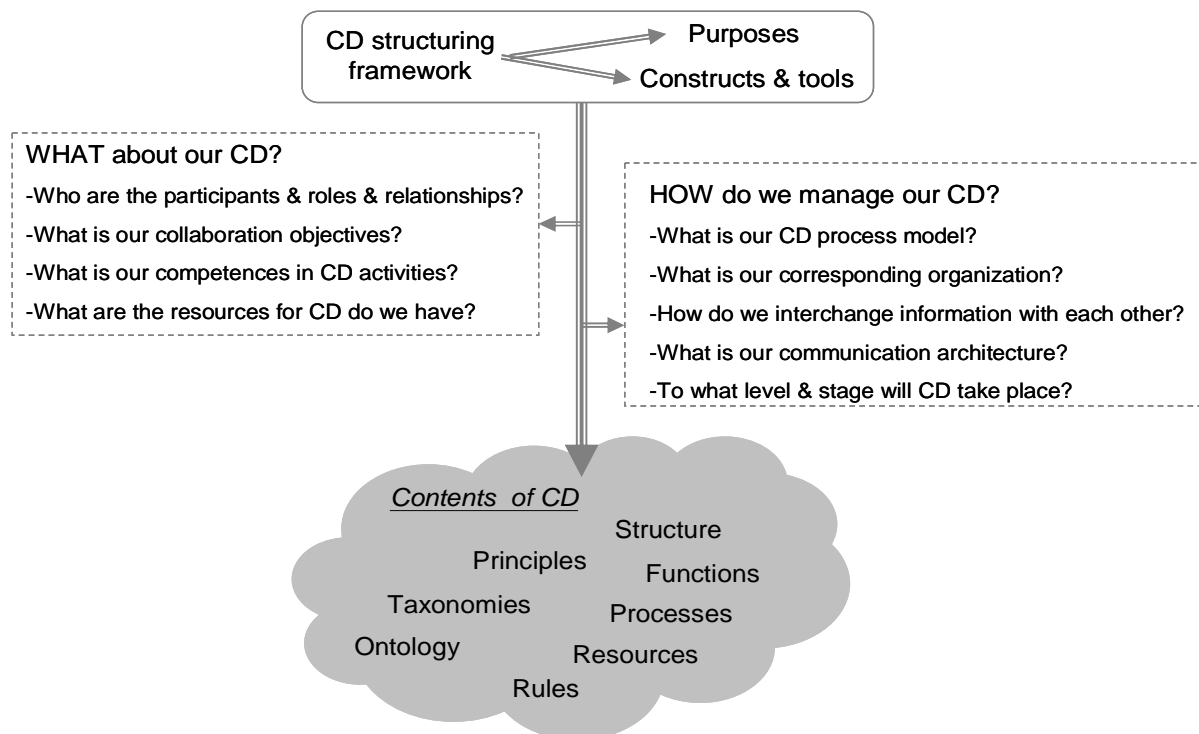 CD structuring
framework
Purposes
Constructs & tools
WHAT about our CD?
-Who are the participants & roles & relationships?
-What is our collaboration objectives?
-What is our competences in CD activities?
-What are the resources for CD do we have?
HOW do we manage our CD?
-What is our CD process model?
-What is our corresponding organization?
-How do we interchange information with each other?
-What is our communication architecture?
-To what level & stage will CD take place?
Contents of CD
Structure
Principles
Functions
Taxonomies
Processes
Ontology
Resources
Rules